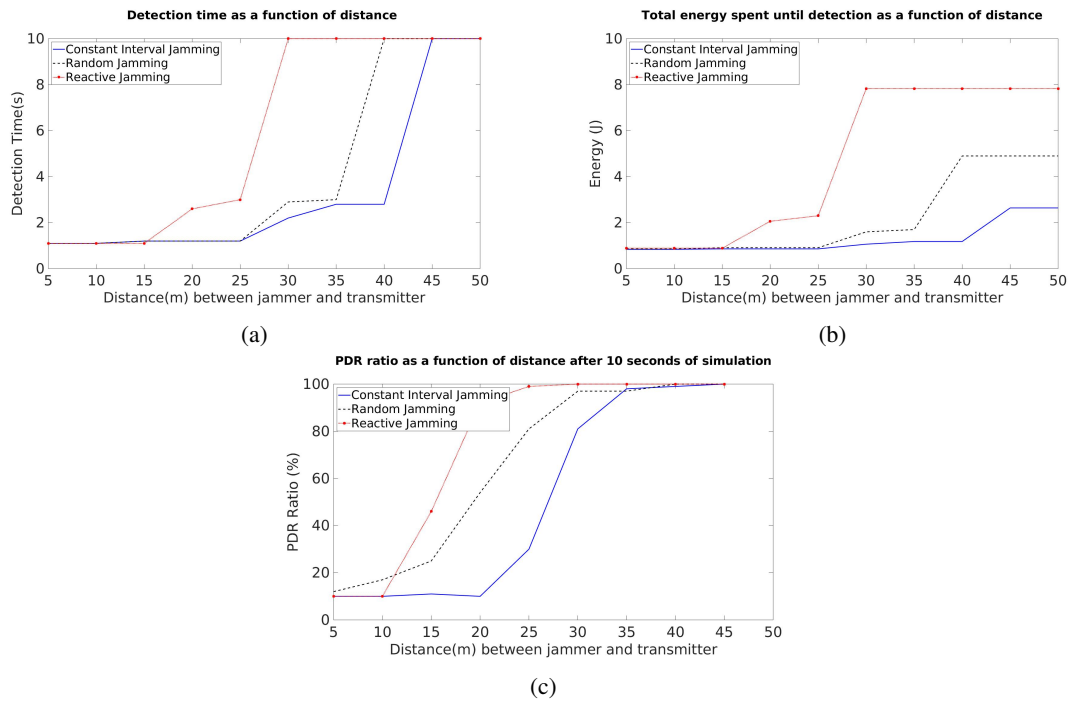 Detection time as a function of distance
10
8
6
4
2
0
Detection Time(s)
Constant Interval Jamming
Random Jamming
Reactive Jamming
5 10 15 20 25 30 35 40 45 50
Distance(m) between jammer and transmitter
(a)
Total energy spent until detection as a function of distance
10
8
6
4
2
0
Energy (J)
Constant Interval Jamming
Random Jamming
Reactive Jamming
5 10 15 20 25 30 35 40 45 50
Distance(m) between jammer and transmitter
(b)
PDR ratio as a function of distance after 10 seconds of simulation
100
80
60
40
20
0
PDR Ratio (%)
Constant Interval Jamming
Random Jamming
Reactive Jamming
5 10 15 20 25 30 35 40 45 50
Distance(m) between jammer and transmitter
(c)